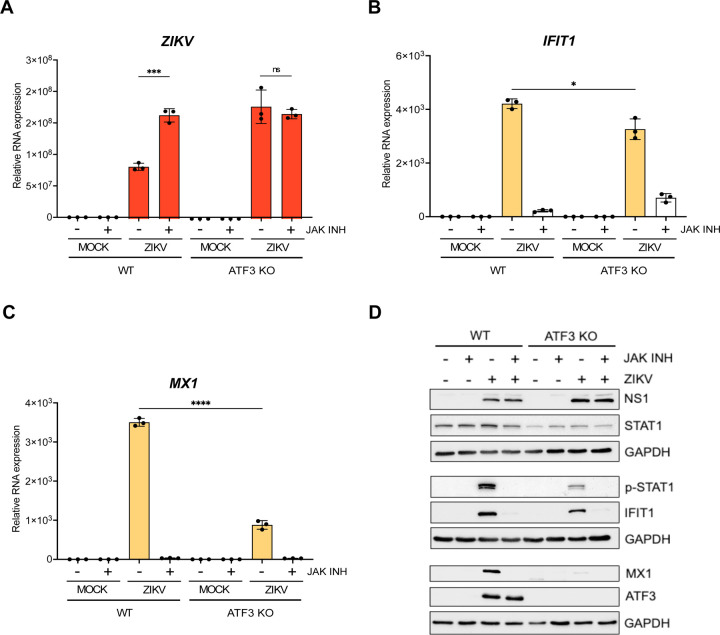 A
ZIKV
Relative RNA expression
3×10⁸
2×10⁸
2×10⁸
1×10⁸
5×10⁷
0
***
ns
- + - + - + - + JAK INH
MOCK ZIKV MOCK ZIKV
WT ATF3 KO
B
IFIT1
Relative RNA expression
6×10³
4×10³
2×10³
0
*
- + - + - + - + JAK INH
MOCK ZIKV MOCK ZIKV
WT ATF3 KO
C
MX1
Relative RNA expression
4×10³
3×10³
2×10³
1×10³
0
****
- + - + - + - + JAK INH
MOCK ZIKV MOCK ZIKV
WT ATF3 KO
D
WT ATF3 KO
- + - + - + - + JAK INH
- - + + - - + + ZIKV
NS1
STAT1
GAPDH
p-STAT1
IFIT1
GAPDH
MX1
ATF3
GAPDH